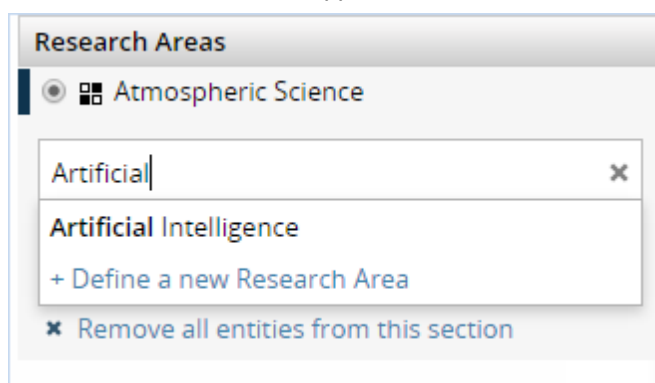 Research Areas
Atmospheric Science
Artificial
Artificial Intelligence
+ Define a new Research Area
Remove all entities from this section